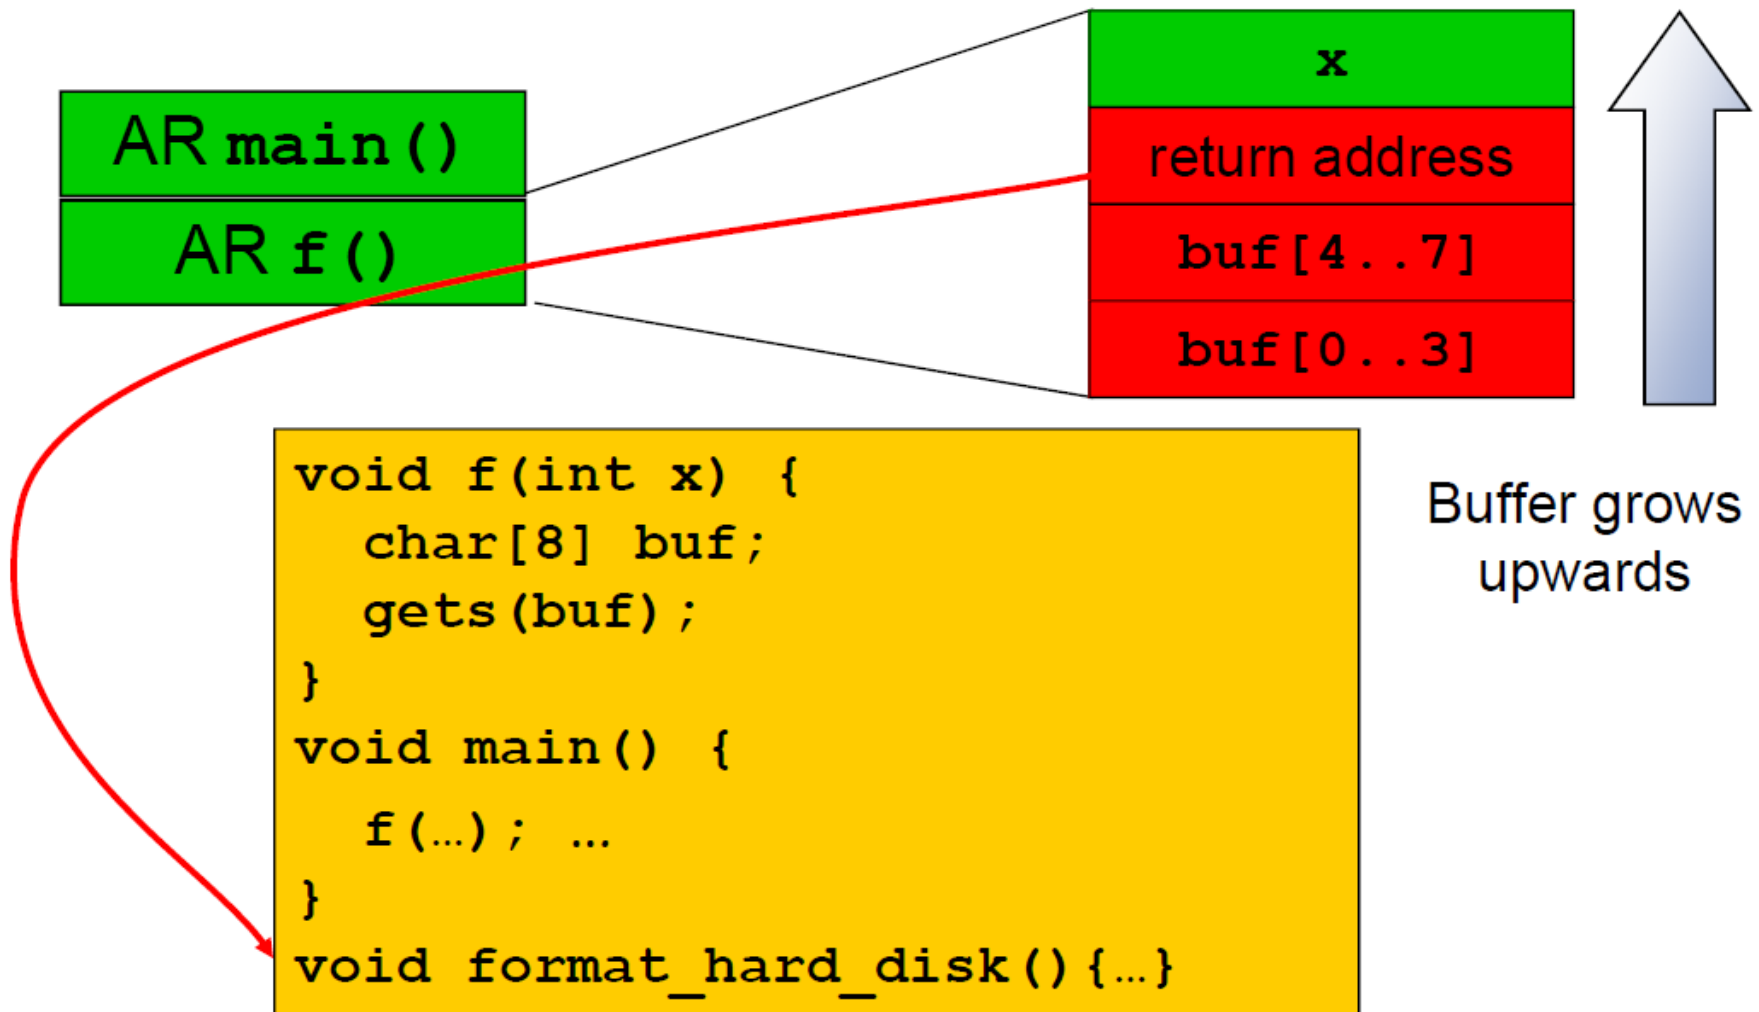 AR main()
AR f()
x
return address
buf[4..7]
buf[0..3]
Buffer grows
upwards
void f(int x) {
char[8] buf;
gets(buf);
}
void main() {
f(…); …
}
void format_hard_disk(){…}